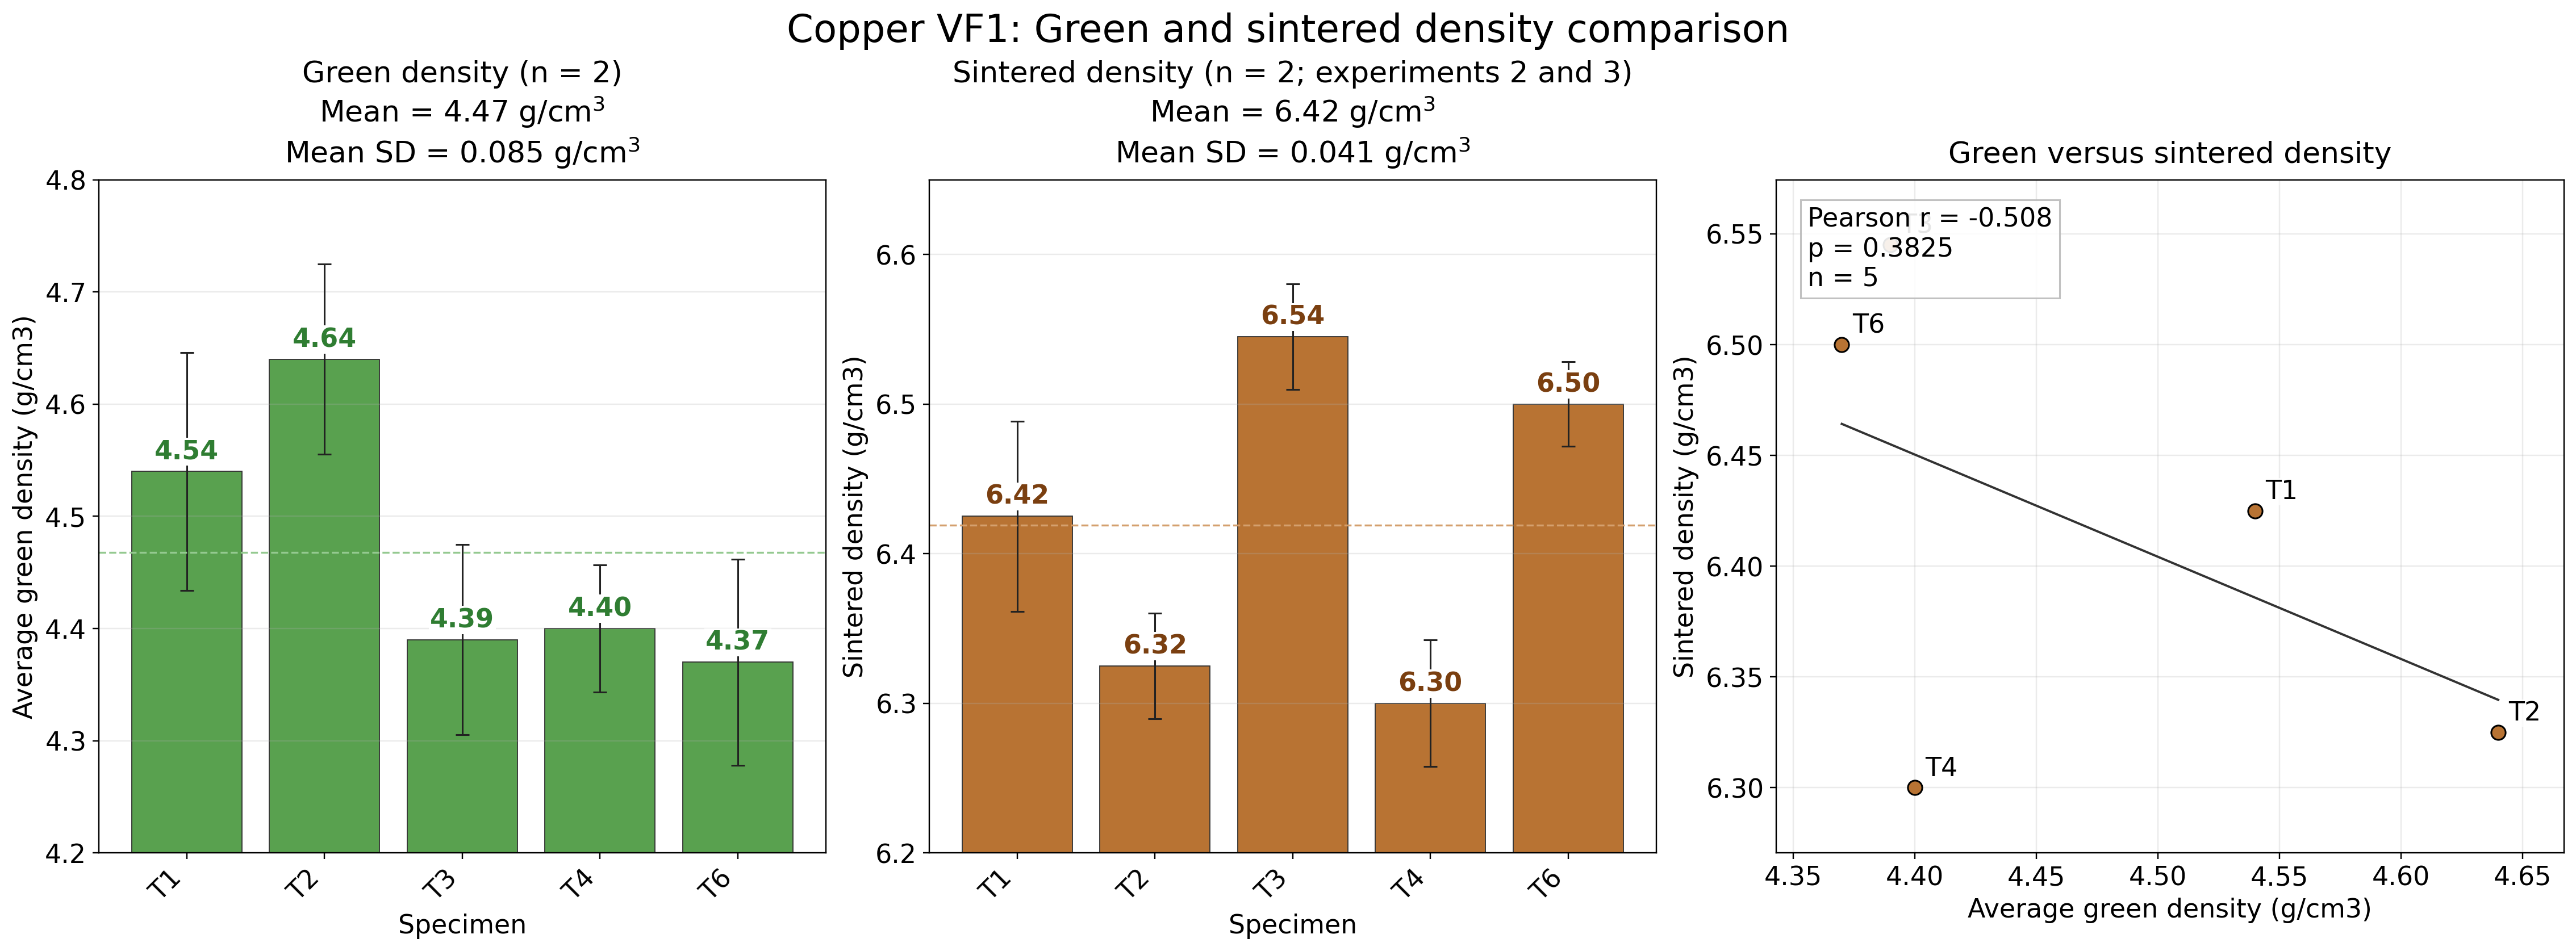 Copper VF1: Green and sintered density comparison
Green density (n = 2)
Mean = 4.47 g/cm³
Mean SD = 0.085 g/cm³
Average green density (g/cm3)
4.8
4.7
4.6
4.5
4.4
4.3
4.2
4.54
4.64
4.39
4.40
4.37
T1
T2
T3
T4
T6
Specimen
Sintered density (n = 2; experiments 2 and 3)
Mean = 6.42 g/cm³
Mean SD = 0.041 g/cm³
Sintered density (g/cm3)
6.6
6.5
6.4
6.3
6.2
6.42
6.32
6.54
6.30
6.50
T1
T2
T3
T4
T6
Specimen
Green versus sintered density
Sintered density (g/cm3)
6.55
6.50
6.45
6.40
6.35
6.30
Pearson r = -0.508
p = 0.3825
n = 5
T3
T6
T1
T2
T4
4.35
4.40
4.45
4.50
4.55
4.60
4.65
Average green density (g/cm3)